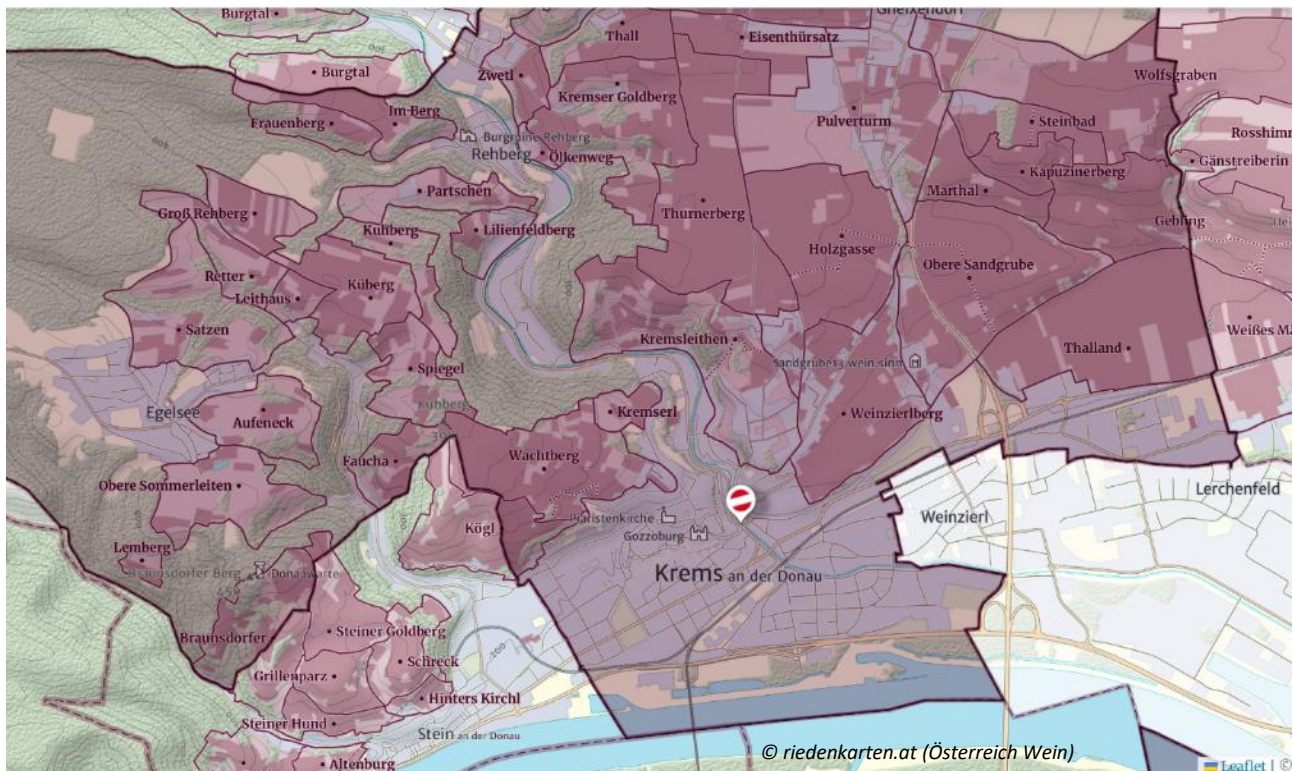 Burgtal
Gneixendorf
Thall
Eisenthürsatz
Burgtal
Zwetl
Kremser Goldberg
Wolfsgraben
Frauenberg
Im-Berg
Pulverturm
Steinbad
Burgruine Rehberg
Rehberg
Ölkenweg
Gänstreiberin
Kapuzinerberg
Partschen
Marthal
Groß Rehberg
Thurnerberg
Gebling
Kuhberg
Lilienfeldberg
Holzgasse
Retter
Obere Sandgrube
Leithaus
Küberg
Satzen
Kremsleithen
Weißes
Thalland
Sandgrube13 wein.sinn
Spiegel
Kuhberg
Egelsee
Aufeneck
Kremserl
Weinzierlberg
Wachtberg
Faucha
Obere Sommerleiten
Lerchenfeld
Weinzierl
Piaristenkirche
Kögl
Gozzoburg
Lemberg
Braunsdorfer Berg
Donauwarte
Krems an der Donau
Braunsdorfer
Steiner Goldberg
Schreck
Grillenparz
Hinters Kirchl
Steiner Hund
Stein an der Donau
© riedenkarten.at (Österreich Wein)
Altenburg
Leaflet | ©